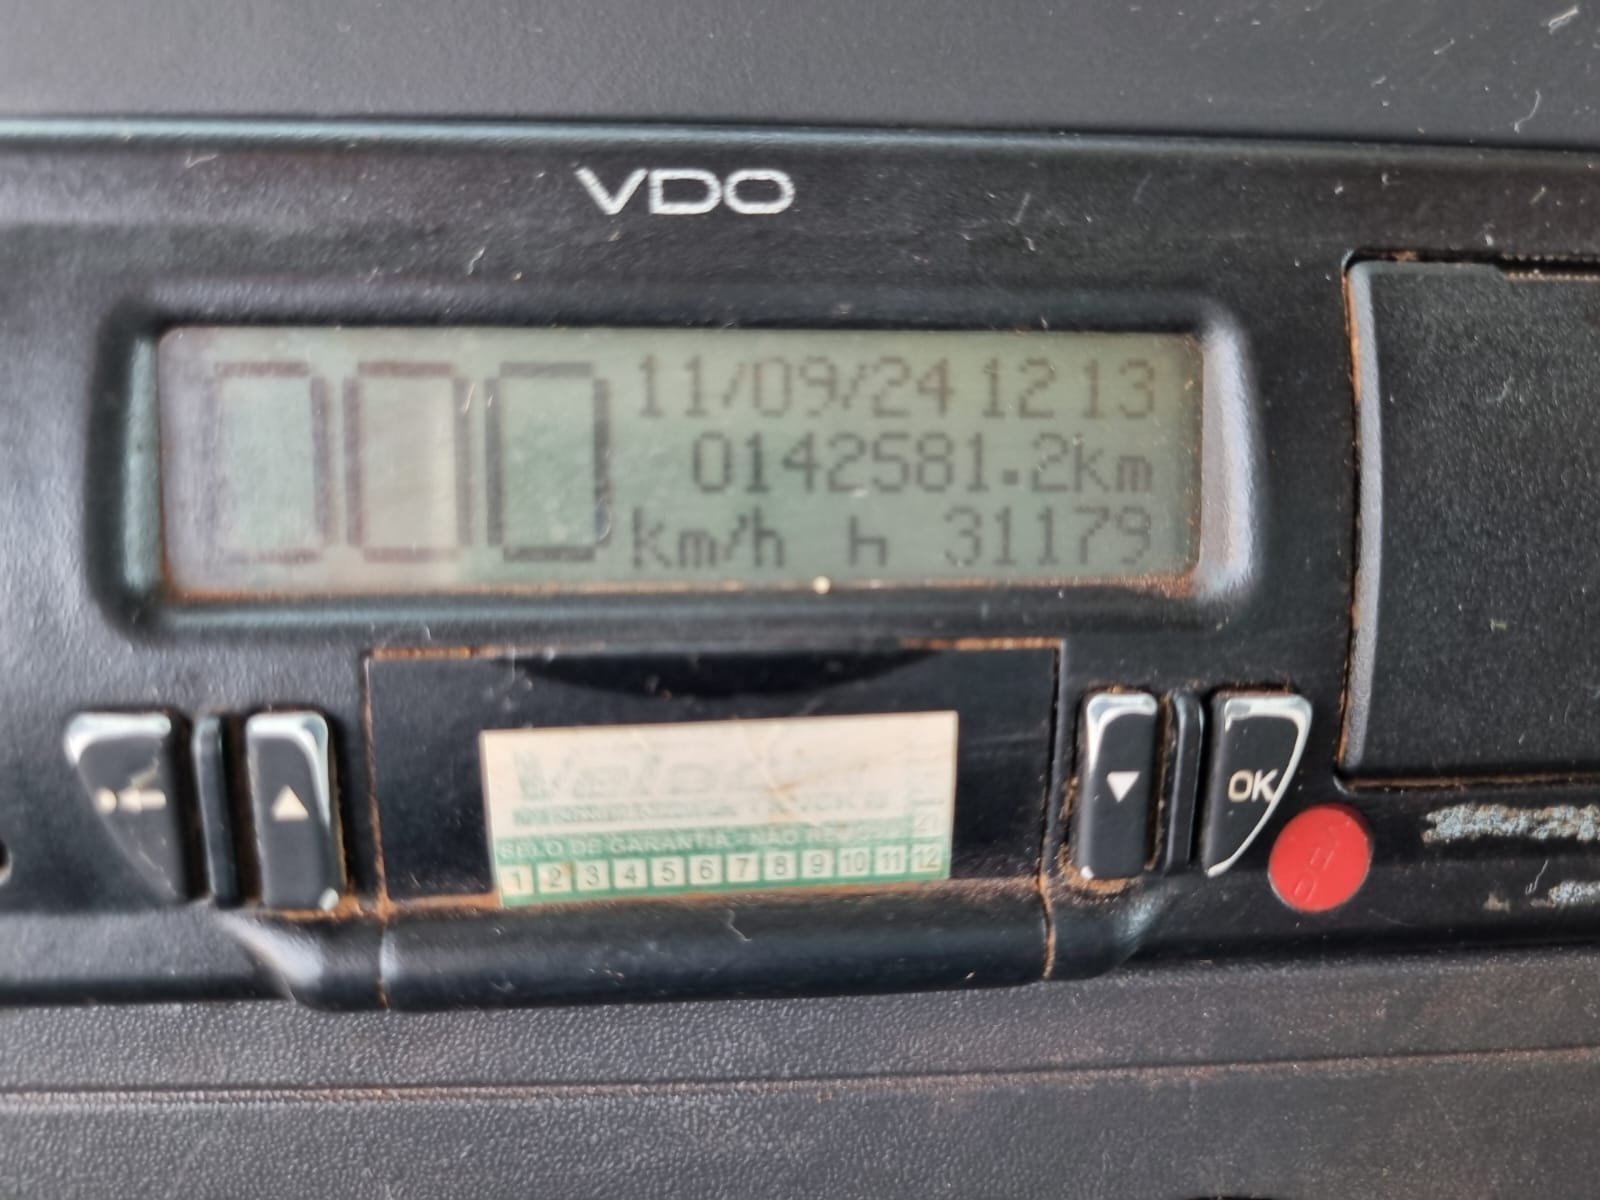 VDO
000 11/09/24 12 13
0142581.2km
km/h h 31179
OK
SELO DE GARANTIA - NÃO
1 2 3 4 5 6 7 8 9 10 11 12